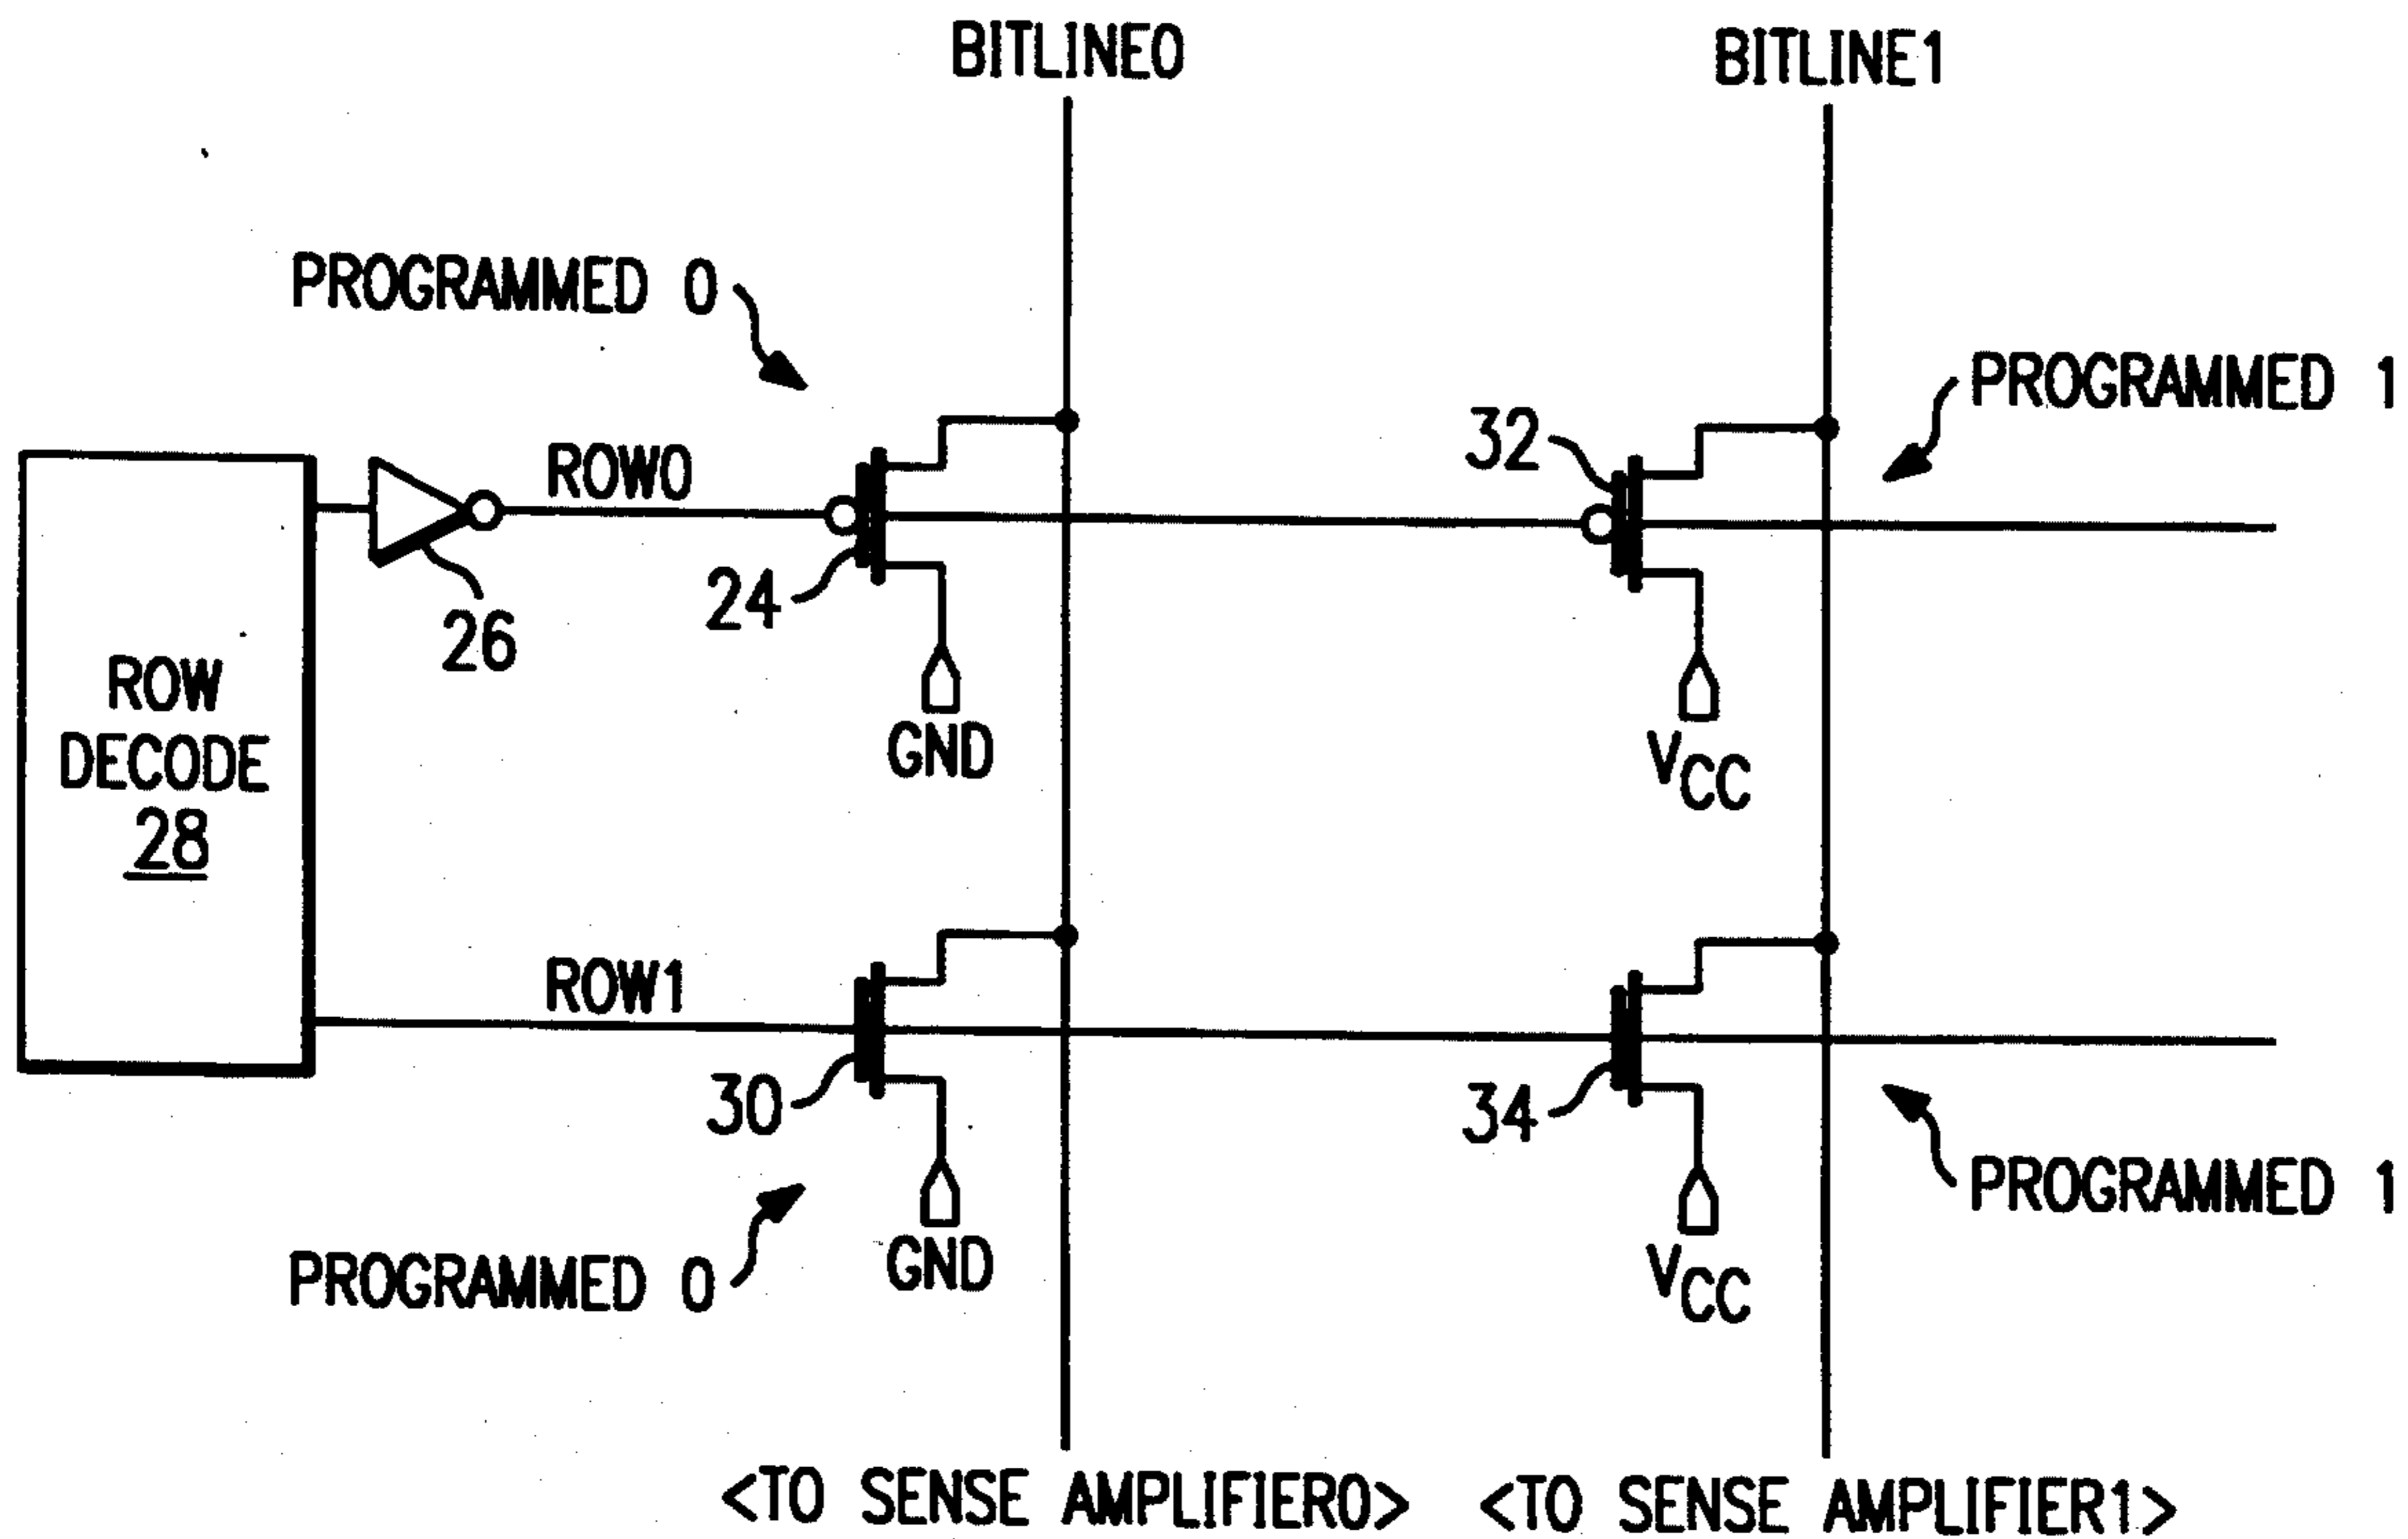 BITLINE0
BITLINE1
PROGRAMMED 0
PROGRAMMED 1
ROW0
32
24
26
ROW
DECODE
28
GND
VCC
ROW1
30
34
GND
VCC
PROGRAMMED 0
PROGRAMMED 1
<TO SENSE AMPLIFIER0>
<TO SENSE AMPLIFIER1>